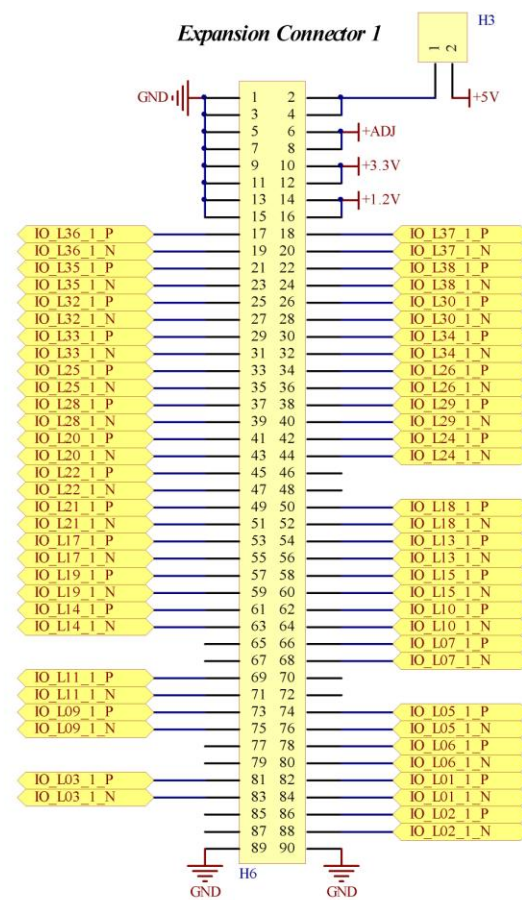 Expansion Connector 1
H3
1 2
+5V
GND 1 2
3 4
5 6 +ADJ
7 8
9 10 +3.3V
11 12
13 14 +1.2V
15 16
IO_L36_1_P 17 18 IO_L37_1_P
IO_L36_1_N 19 20 IO_L37_1_N
IO_L35_1_P 21 22 IO_L38_1_P
IO_L35_1_N 23 24 IO_L38_1_N
IO_L32_1_P 25 26 IO_L30_1_P
IO_L32_1_N 27 28 IO_L30_1_N
IO_L33_1_P 29 30 IO_L34_1_P
IO_L33_1_N 31 32 IO_L34_1_N
IO_L25_1_P 33 34 IO_L26_1_P
IO_L25_1_N 35 36 IO_L26_1_N
IO_L28_1_P 37 38 IO_L29_1_P
IO_L28_1_N 39 40 IO_L29_1_N
IO_L20_1_P 41 42 IO_L24_1_P
IO_L20_1_N 43 44 IO_L24_1_N
IO_L22_1_P 45 46
IO_L22_1_N 47 48
IO_L21_1_P 49 50 IO_L18_1_P
IO_L21_1_N 51 52 IO_L18_1_N
IO_L17_1_P 53 54 IO_L13_1_P
IO_L17_1_N 55 56 IO_L13_1_N
IO_L19_1_P 57 58 IO_L15_1_P
IO_L19_1_N 59 60 IO_L15_1_N
IO_L14_1_P 61 62 IO_L10_1_P
IO_L14_1_N 63 64 IO_L10_1_N
65 66 IO_L07_1_P
67 68 IO_L07_1_N
IO_L11_1_P 69 70
IO_L11_1_N 71 72
IO_L09_1_P 73 74 IO_L05_1_P
IO_L09_1_N 75 76 IO_L05_1_N
77 78 IO_L06_1_P
79 80 IO_L06_1_N
IO_L03_1_P 81 82 IO_L01_1_P
IO_L03_1_N 83 84 IO_L01_1_N
85 86 IO_L02_1_P
87 88 IO_L02_1_N
89 90
H6
GND GND